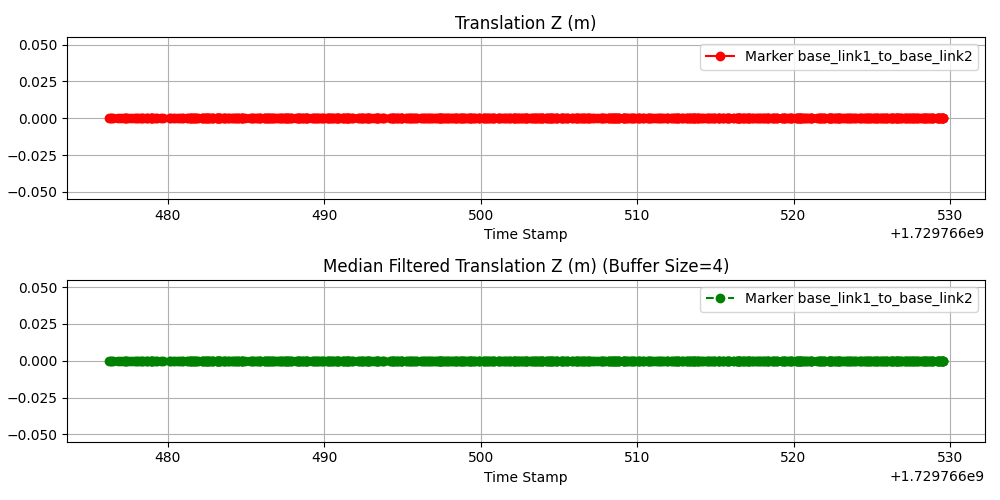 Translation Z (m)
0.050
0.025
0.000
−0.025
−0.050
Marker base_link1_to_base_link2
480 490 500 510 520 530
Time Stamp
+1.729766e9
Median Filtered Translation Z (m) (Buffer Size=4)
0.050
0.025
0.000
−0.025
−0.050
Marker base_link1_to_base_link2
480 490 500 510 520 530
Time Stamp
+1.729766e9